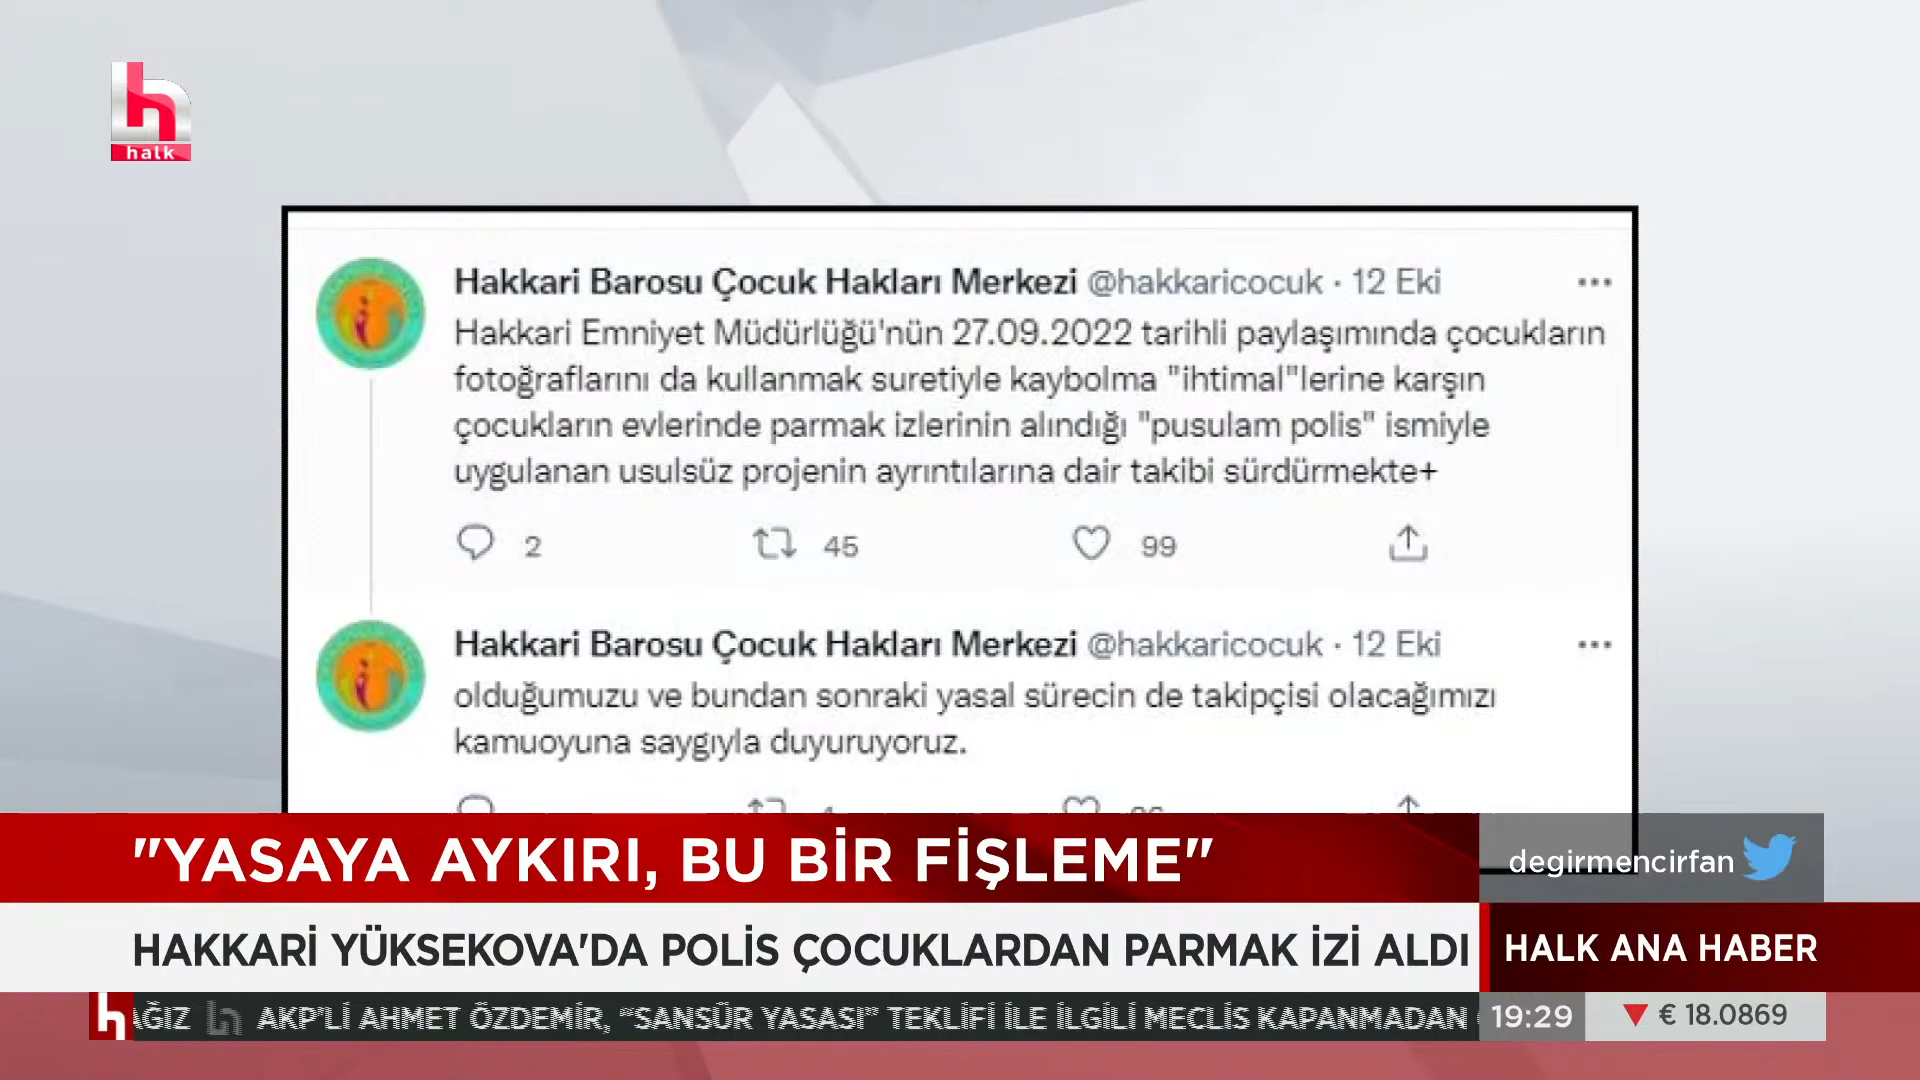 halk
Hakkari Barosu Çocuk Hakları Merkezi @hakkaricocuk · 12 Eki
Hakkari Emniyet Müdürlüğü'nün 27.09.2022 tarihli paylaşımında çocukların
fotoğraflarını da kullanmak suretiyle kaybolma "ihtimal"lerine karşın
çocukların evlerinde parmak izlerinin alındığı "pusulam polis" ismiyle
uygulanan usulsüz projenin ayrıntılarına dair takibi sürdürmekte+
2 45 99
Hakkari Barosu Çocuk Hakları Merkezi @hakkaricocuk · 12 Eki
olduğumuzu ve bundan sonraki yasal sürecin de takipçisi olacağımızı
kamuoyuna saygıyla duyuruyoruz.
"YASAYA AYKIRI, BU BİR FİŞLEME"
degirmencirfan
HAKKARİ YÜKSEKOVA'DA POLİS ÇOCUKLARDAN PARMAK İZİ ALDI
HALK ANA HABER
AĞIZ AKP'Lİ AHMET ÖZDEMİR, "SANSÜR YASASI" TEKLİFİ İLE İLGİLİ MECLİS KAPANMADAN
19:29
€ 18.0869